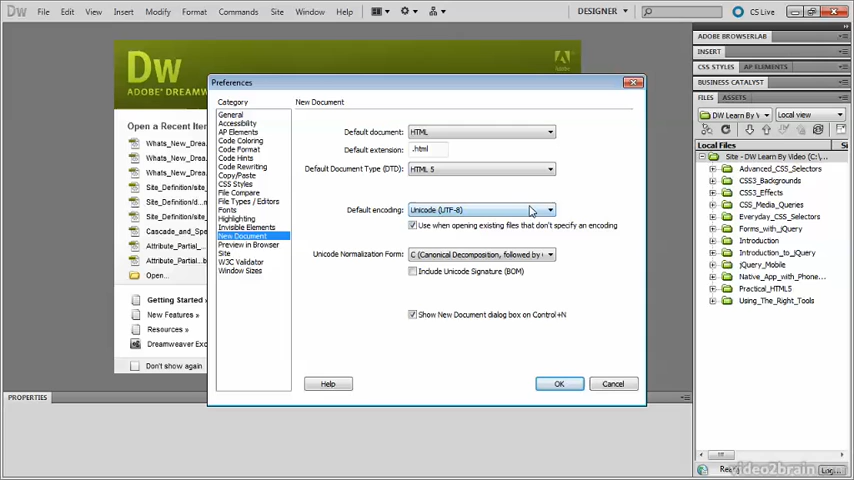 Dw File Edit View Insert Modify Format Commands Site Window Help DESIGNER CS Live
Dw
ADOBE® DREAMW
Open a Recent Iter
Whats_New_Drea
Whats_New_Drea
Whats_New_Drea
Site_Definition/site_
Site_Definition/site_
Cascade_and_Spe
Attribute_Partial_
Attribute_Partial_
Open...
Getting Started »
New Features »
Resources »
Dreamweaver Exc
Don't show again
Preferences
Category
General
Accessibility
AP Elements
Code Coloring
Code Format
Code Hints
Code Rewriting
Copy/Paste
CSS Styles
File Compare
File Types / Editors
Fonts
Highlighting
Invisible Elements
New Document
Preview in Browser
Site
W3C Validator
Window Sizes
New Document
Default document: HTML
Default extension: .html
Default Document Type (DTD): HTML 5
Default encoding: Unicode (UTF-8)
Use when opening existing files that don't specify an encoding
Unicode Normalization Form: C (Canonical Decomposition, followed by
Include Unicode Signature (BOM)
Show New Document dialog box on Control+N
Help OK Cancel
PROPERTIES
ADOBE BROWSERLAB
INSERT
CSS STYLES AP ELEMENTS
BUSINESS CATALYST
FILES ASSETS
DW Learn By V Local view
Local Files Si
Site - DW Learn By Video (C:\...
Advanced_CSS_Selectors
CSS3_Backgrounds
CSS3_Effects
CSS_Media_Queries
Everyday_CSS_Selectors
Forms_with_jQuery
Introduction
Introduction_to_jQuery
jQuery_Mobile
Native_App_with_Phone...
Practical_HTML5
Using_The_Right_Tools
Log...
video2brain